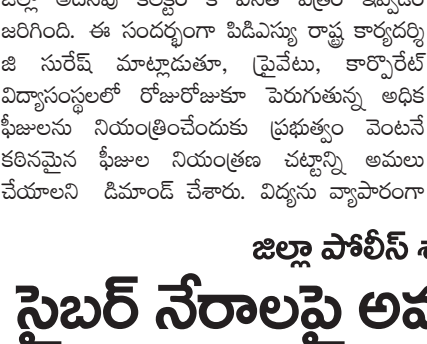 జరిగింది. ఈ సందర్భంగా పిడిఎస్యు రాష్ట్ర కార్యదర్శి
జి సురేష్ మాట్లాడుతూ, ప్రైవేటు, కార్పొరేట్
విద్యాసంస్థలలో రోజురోజుకూ పెరుగుతున్న అధిక
ఫీజులను నియంత్రించేందుకు ప్రభుత్వం వెంటనే
కఠినమైన ఫీజుల నియంత్రణ చట్టాన్ని అమలు
చేయాలని డిమాండ్ చేశారు. విద్యను వ్యాపారంగా
జిల్లా పోలీస్
సైబర్ నేరాలపై